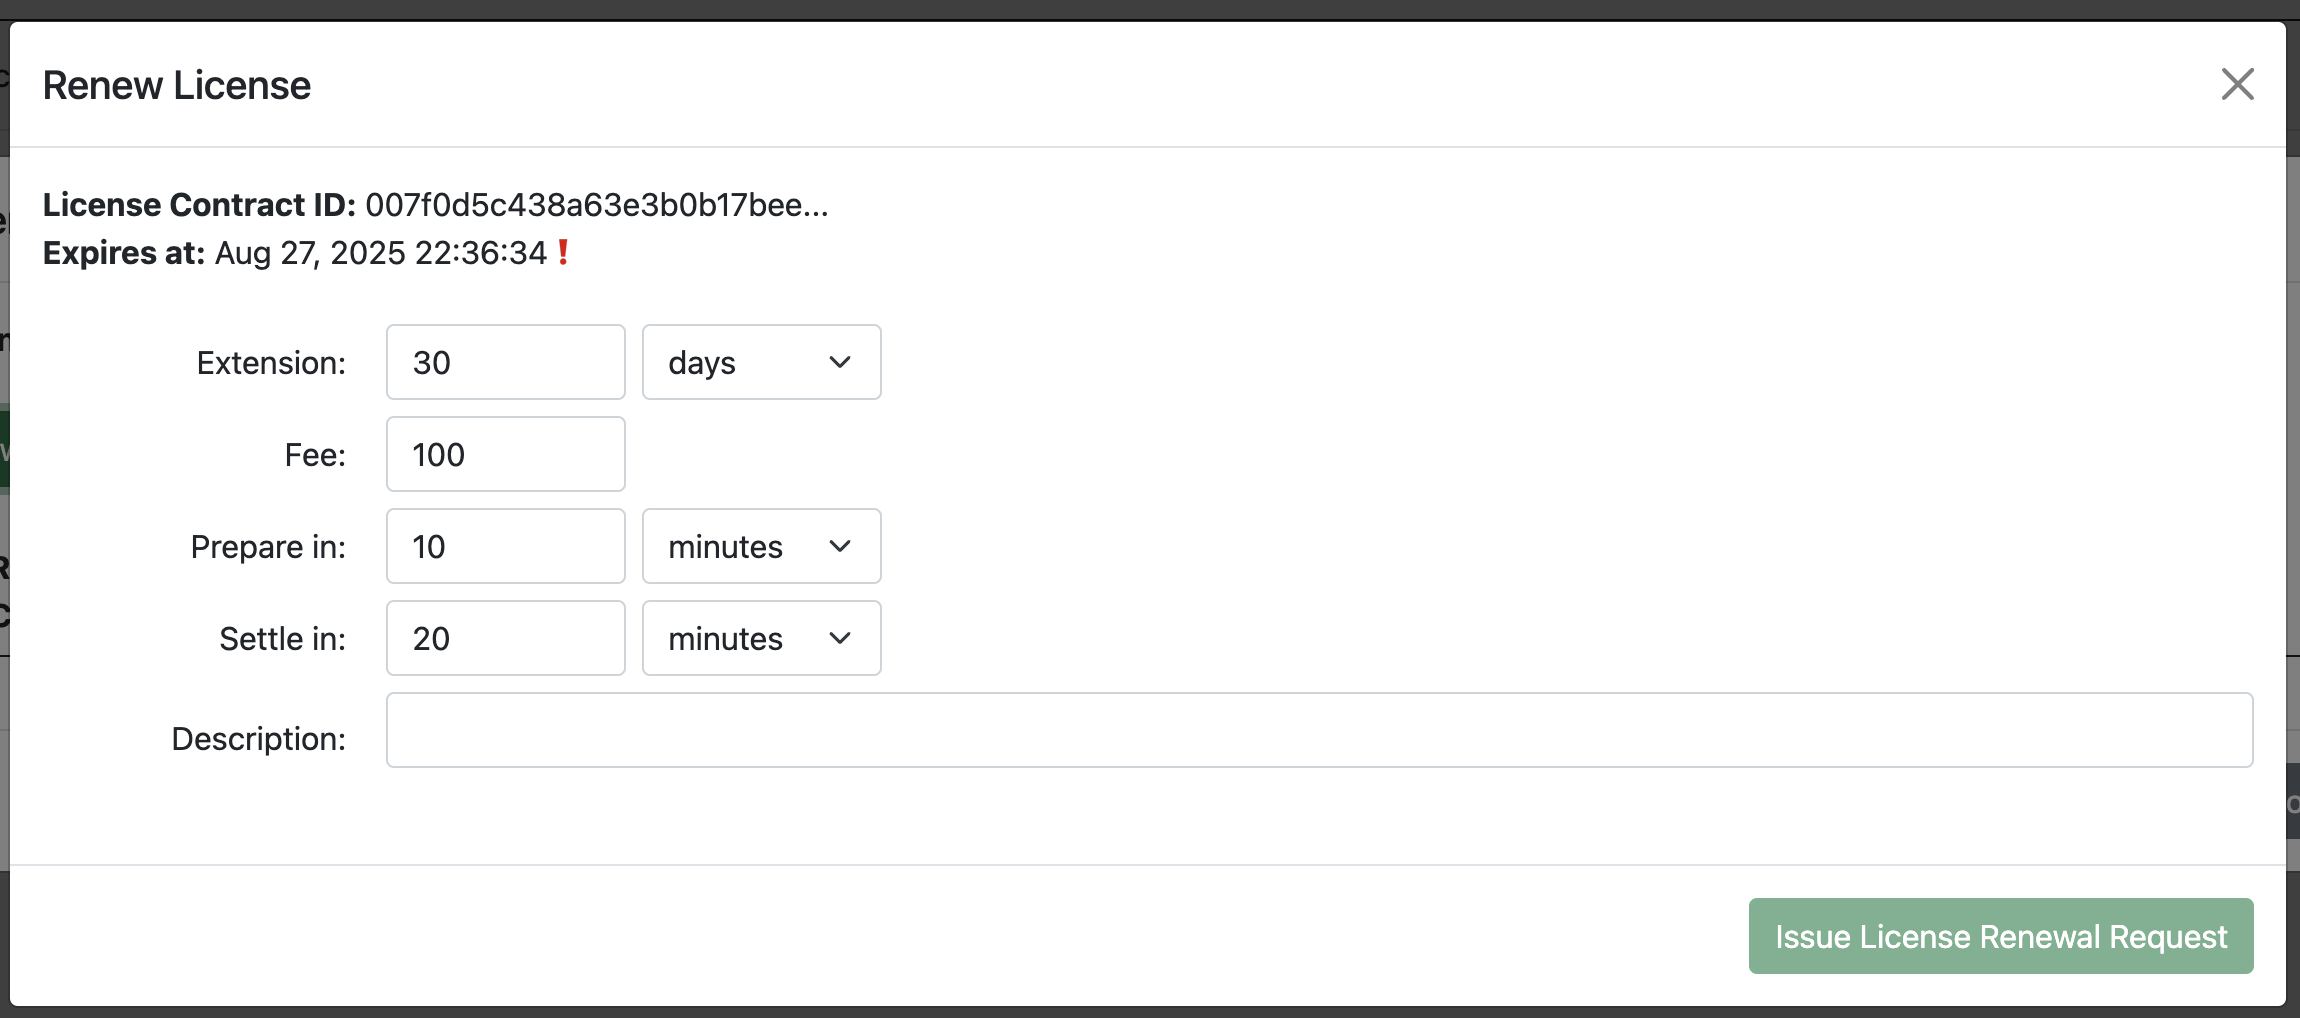 Renew License
License Contract ID: 007f0d5c438a63e3b0b17bee...
Expires at: Aug 27, 2025 22:36:34 ❗
Extension: 30 days
Fee: 100
Prepare in: 10 minutes
Settle in: 20 minutes
Description:
Issue License Renewal Request